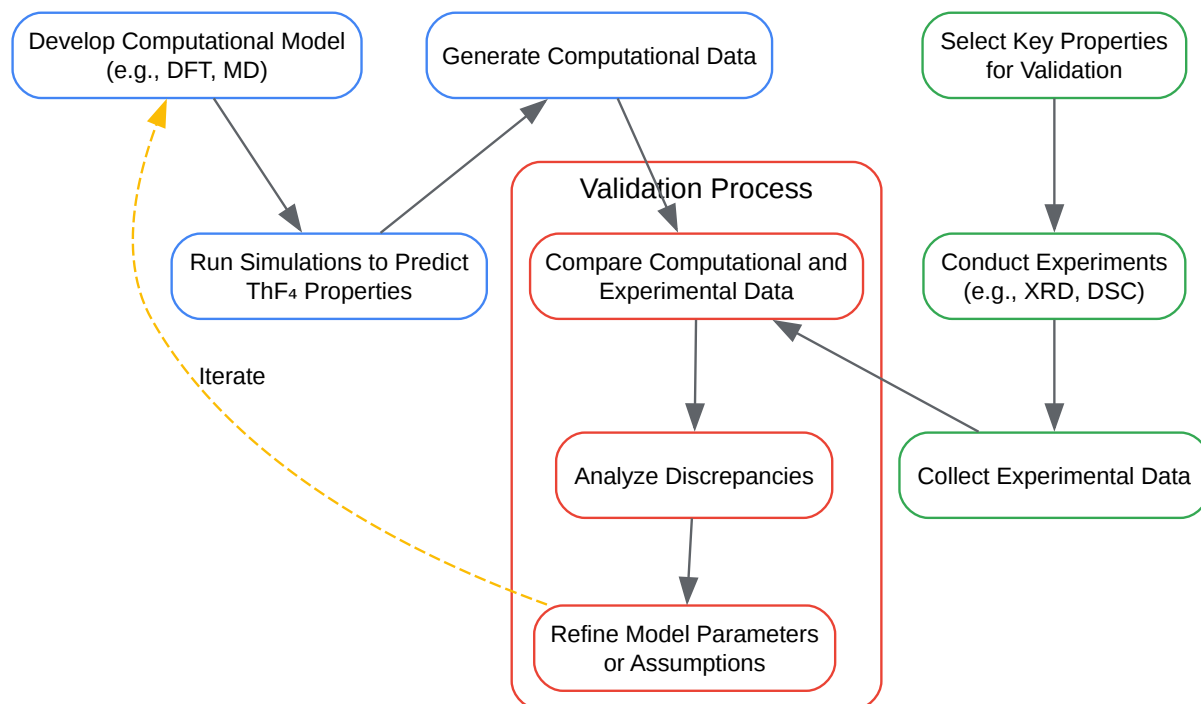 Develop Computational Model
(e.g., DFT, MD)
Generate Computational Data
Select Key Properties
for Validation
Validation Process
Run Simulations to Predict
ThF₄ Properties
Compare Computational and
Experimental Data
Conduct Experiments
(e.g., XRD, DSC)
Iterate
Analyze Discrepancies
Collect Experimental Data
Refine Model Parameters
or Assumptions